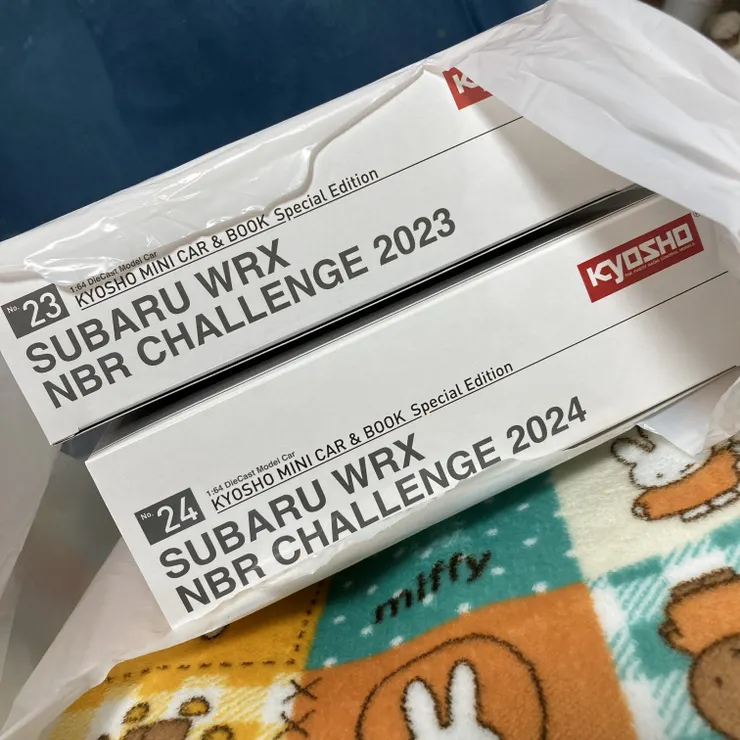 No. 23
1:64 DieCast Model Car
KYOSHO MINI CAR & BOOK Special Edition
SUBARU WRX
NBR CHALLENGE 2023
KYOSHO
No. 24
1:64 DieCast Model Car
KYOSHO MINI CAR & BOOK Special Edition
SUBARU WRX
NBR CHALLENGE 2024
miffy